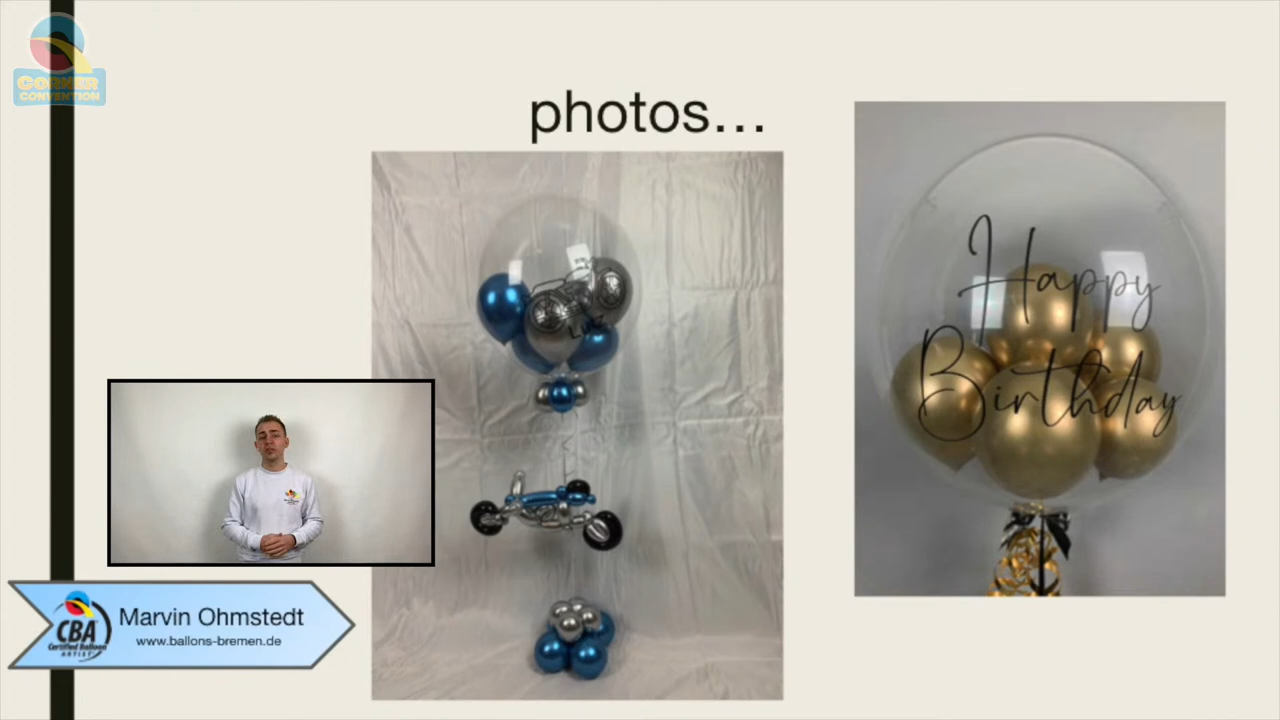 CORNER
CONVENTION
photos...
Happy
Birthday
Marvin Ohmstedt
www.ballons-bremen.de
CBA
Certified Balloon
ARTIST